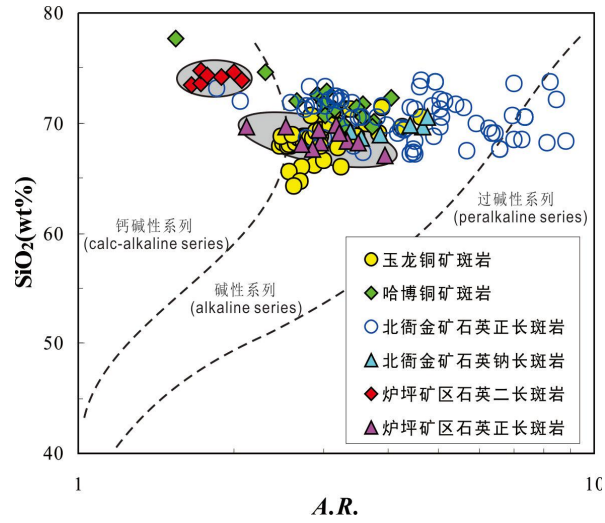 80
70
60
50
40
SiO₂(wt%)
钙碱性系列
(calc-alkaline series)
碱性系列
(alkaline series)
过碱性系列
(peralkaline series)
玉龙铜矿斑岩
哈博铜矿斑岩
北衙金矿石英正长斑岩
北衙金矿石英钠长斑岩
炉坪矿区石英二长斑岩
炉坪矿区石英正长斑岩
1
10
A.R.